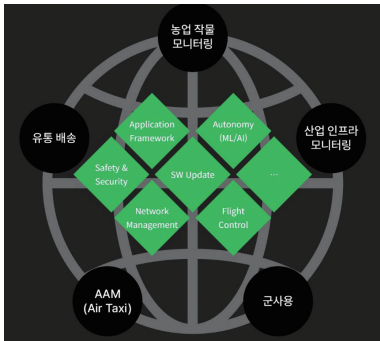 농업 작물
모니터링
유통 배송
Application
Framework
Autonomy
(ML/AI)
산업 인프라
모니터링
Safety &
Security
SW Update
...
Network
Management
Flight
Control
AAM
(Air Taxi)
군사용